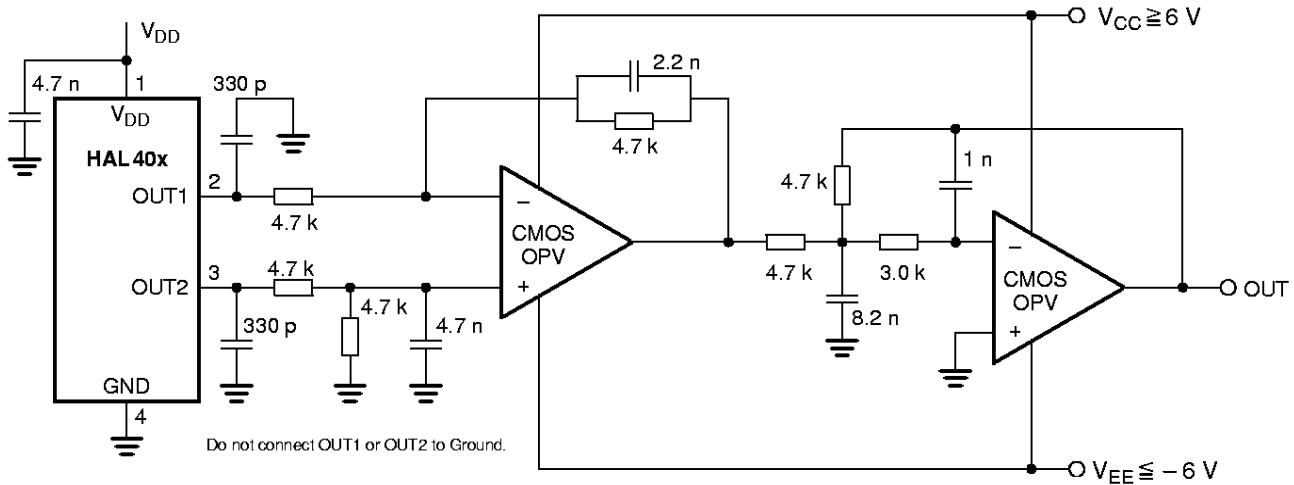 V_DD
V_CC ≧ 6 V
4.7 n
1
330 p
2.2 n
V_DD
HAL 40x
4.7 k
1 n
OUT1
2
4.7 k
4.7 k
−
CMOS
OPV
+
4.7 k
3.0 k
−
CMOS
OPV
+
OUT
OUT2
3
4.7 k
4.7 k
330 p
4.7 n
8.2 n
GND
4
Do not connect OUT1 or OUT2 to Ground.
V_EE ≦ − 6 V